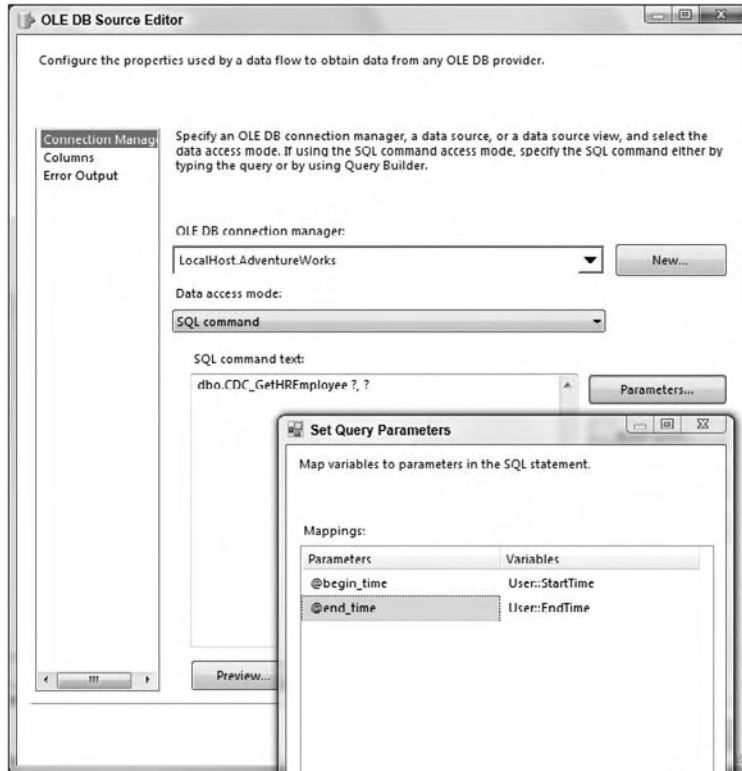 OLE DB Source Editor
Configure the properties used by a data flow to obtain data from any OLE DB provider.
Connection Manag
Columns
Error Output
Specify an OLE DB connection manager, a data source, or a data source view, and select the
data access mode. If using the SQL command access mode, specify the SQL command either by
typing the query or by using Query Builder.
OLE DB connection manager:
LocalHost.AdventureWorks
New...
Data access mode:
SQL command
SQL command text:
dbo.CDC_GetHREmployee ?, ?
Parameters...
Set Query Parameters
Map variables to parameters in the SQL statement.
Mappings:
Parameters Variables
@begin_time User::StartTime
@end_time User::EndTime
Preview...